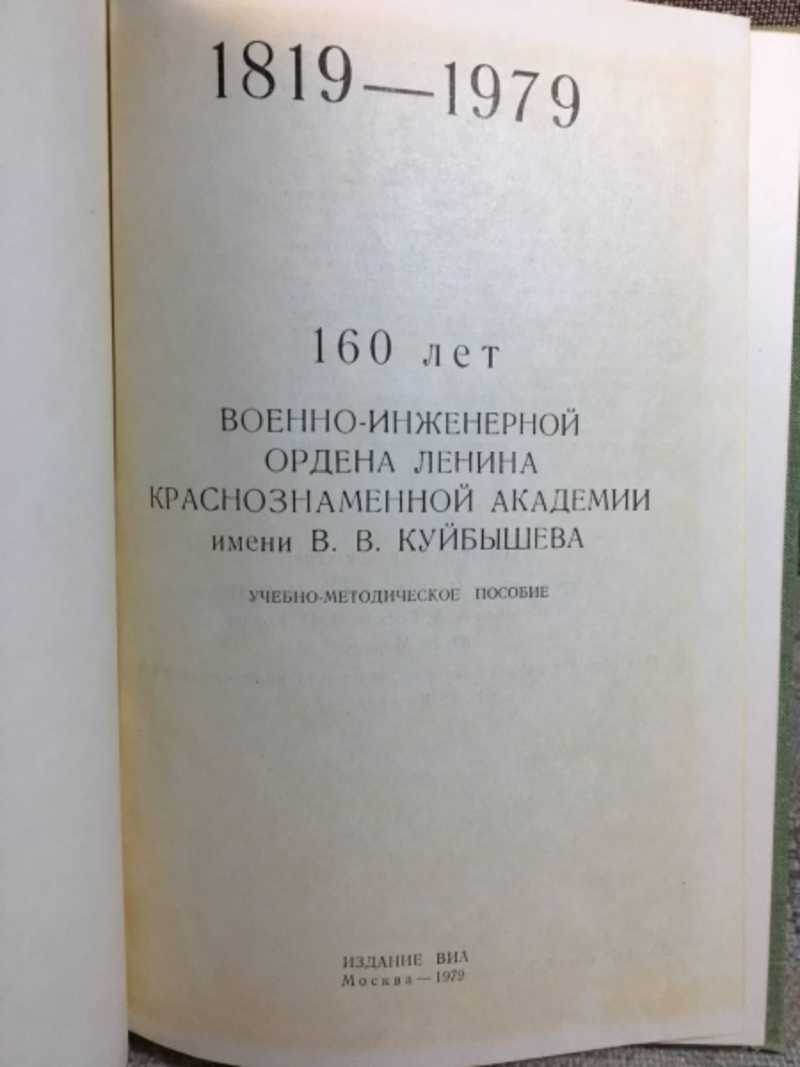 1819—1979
160 лет
ВОЕННО-ИНЖЕНЕРНОЙ
ОРДЕНА ЛЕНИНА
КРАСНОЗНАМЕННОЙ АКАДЕМИИ
имени В. В. КУЙБЫШЕВА
УЧЕБНО-МЕТОДИЧЕСКОЕ ПОСОБИЕ
ИЗДАНИЕ ВИА
Москва—1979